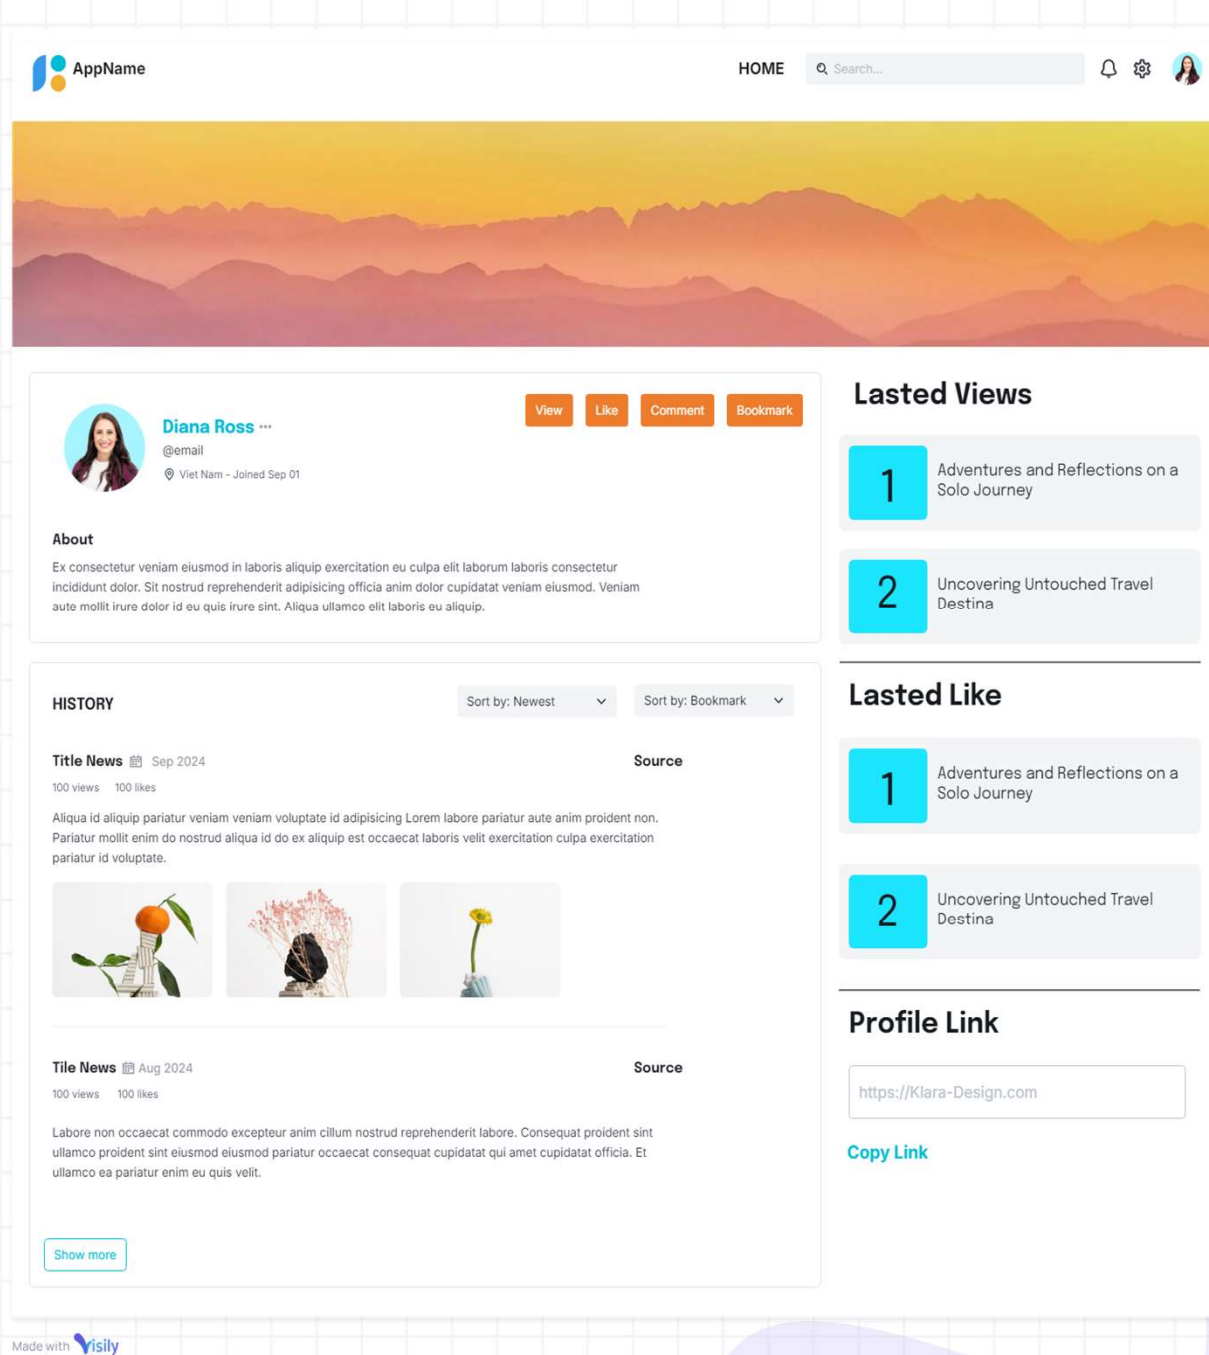 AppName
HOME
Search...
Diana Ross ···
@email
Viet Nam - Joined Sep 01
View
Like
Comment
Bookmark
About
Ex consectetur veniam eiusmod in laboris aliquip exercitation eu culpa elit laborum laboris consectetur
incididunt dolor. Sit nostrud reprehenderit adipisicing officia anim dolor cupidatat veniam eiusmod. Veniam
aute mollit irure dolor id eu quis irure sint. Aliqua ullamco elit laboris eu aliquip.
HISTORY
Sort by: Newest
Sort by: Bookmark
Title News Sep 2024
Source
100 views 100 likes
Aliqua id aliquip pariatur veniam veniam voluptate id adipisicing Lorem labore pariatur aute anim proident non.
Pariatur mollit enim do nostrud aliqua id do ex aliquip est occaecat laboris velit exercitation culpa exercitation
pariatur id voluptate.
Tile News Aug 2024
Source
100 views 100 likes
Labore non occaecat commodo excepteur anim cillum nostrud reprehenderit labore. Consequat proident sint
ullamco proident sint eiusmod eiusmod pariatur occaecat consequat cupidatat qui amet cupidatat officia. Et
ullamco ea pariatur enim eu quis velit.
Show more
Lasted Views
1
Adventures and Reflections on a
Solo Journey
2
Uncovering Untouched Travel
Destina
Lasted Like
1
Adventures and Reflections on a
Solo Journey
2
Uncovering Untouched Travel
Destina
Profile Link
https://Klara-Design.com
Copy Link
Made with Visily